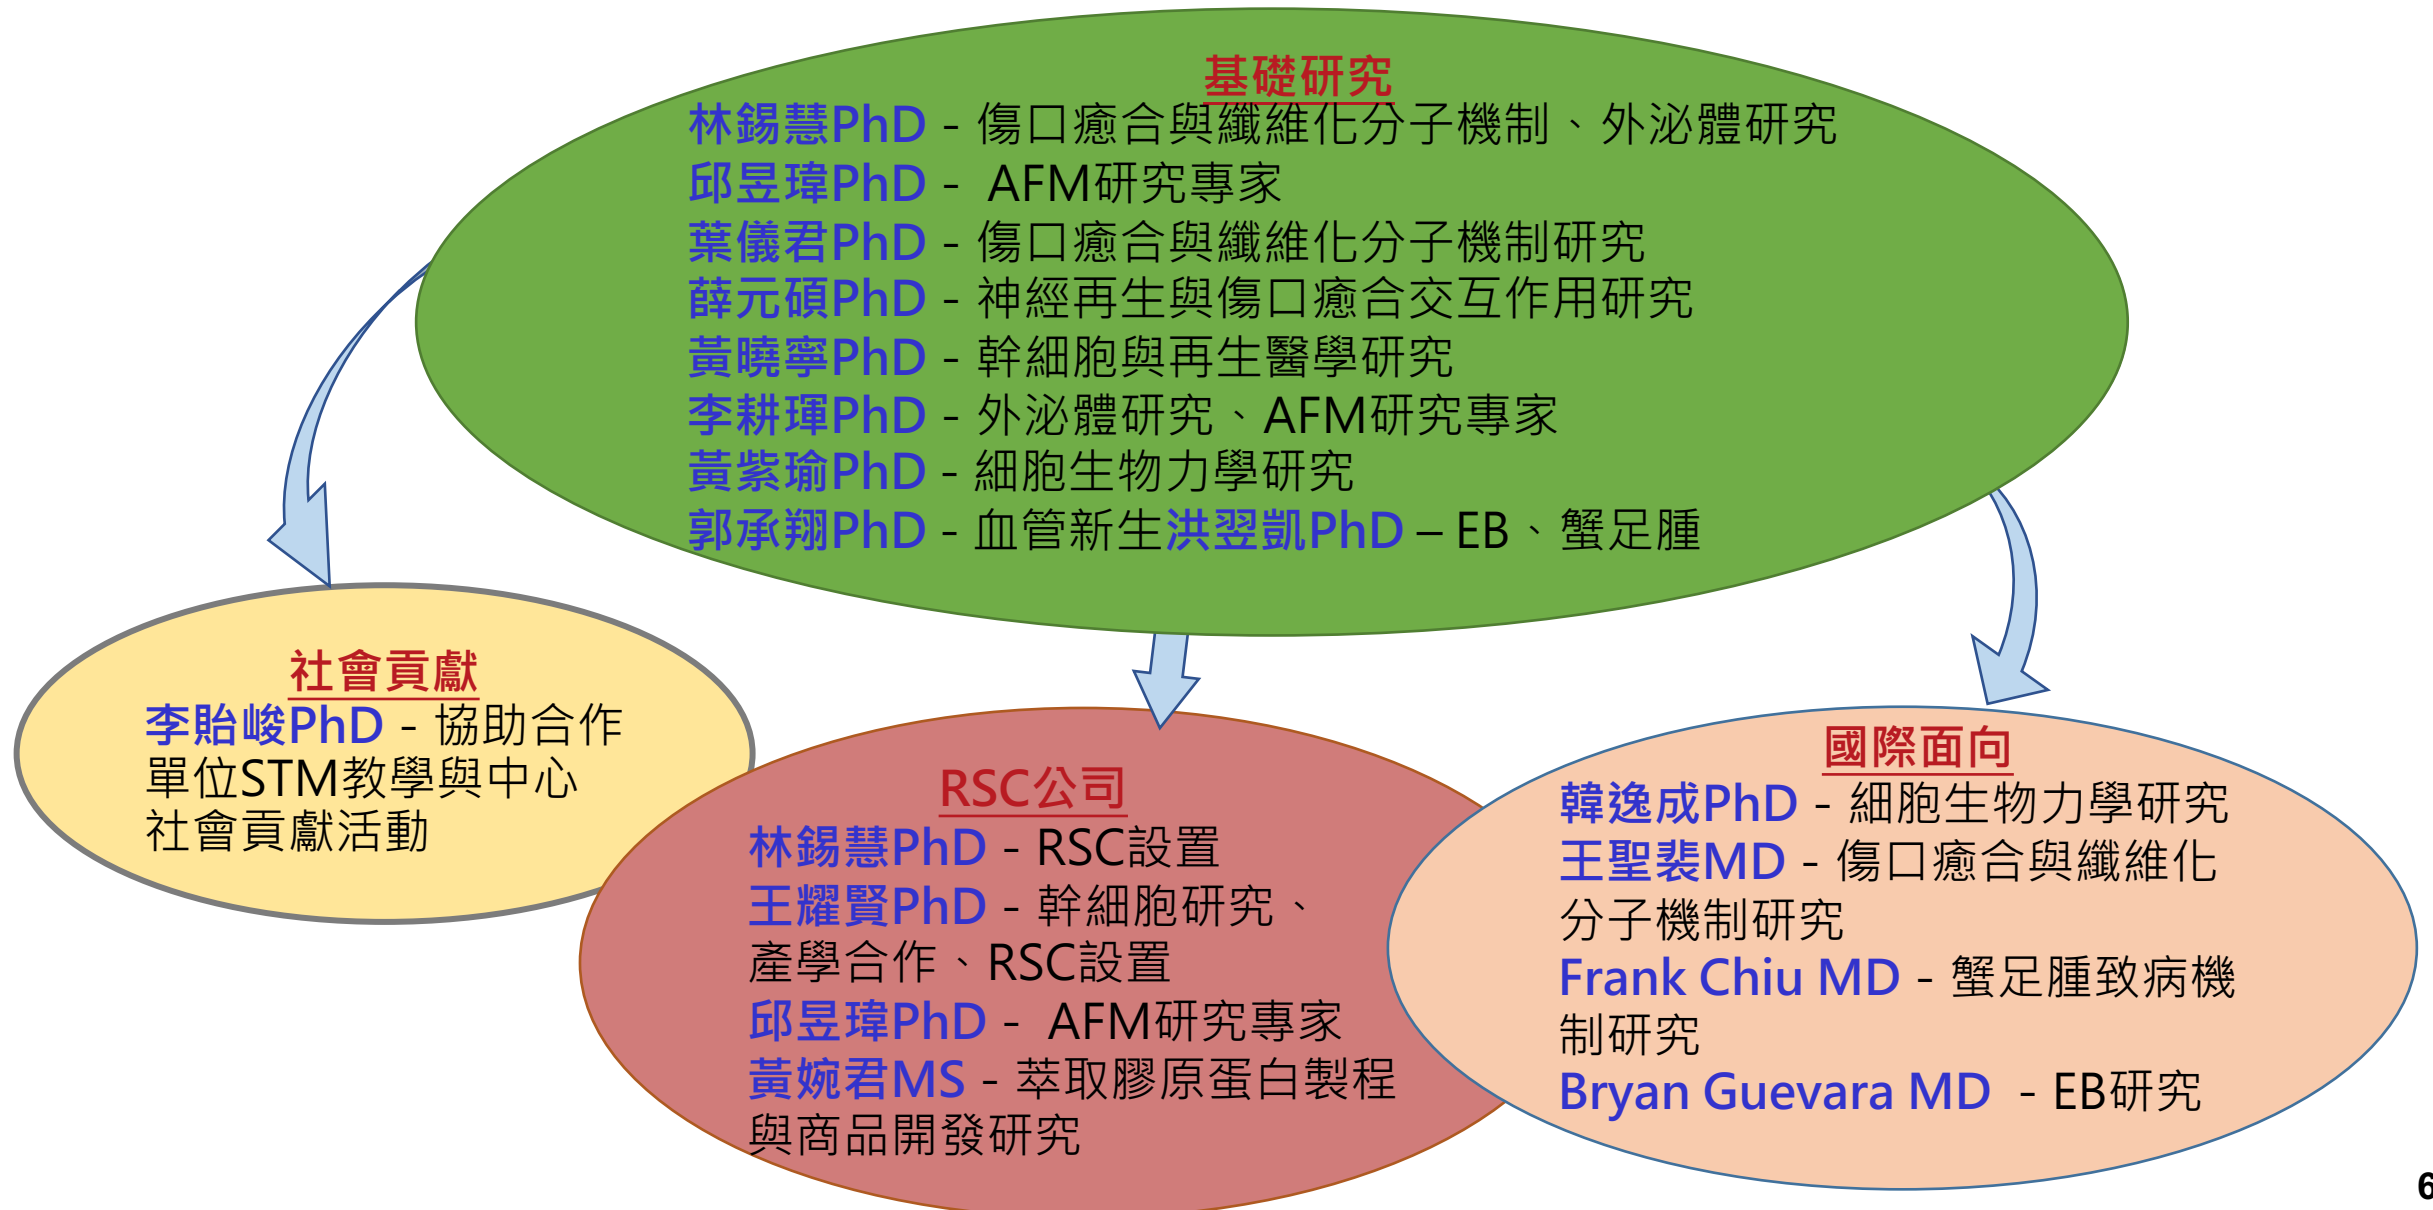 基礎研究
林錫慧PhD - 傷口癒合與纖維化分子機制、外泌體研究
邱昱瑋PhD - AFM研究專家
葉儀君PhD - 傷口癒合與纖維化分子機制研究
薛元碩PhD - 神經再生與傷口癒合交互作用研究
黃曉寧PhD - 幹細胞與再生醫學研究
李耕琿PhD - 外泌體研究、AFM研究專家
黃紫瑜PhD - 細胞生物力學研究
郭承翔PhD - 血管新生洪翌凱PhD – EB、蟹足腫
社會貢獻
李貽峻PhD - 協助合作
單位STM教學與中心
社會貢獻活動
RSC公司
林錫慧PhD - RSC設置
王耀賢PhD - 幹細胞研究、
產學合作、RSC設置
邱昱瑋PhD - AFM研究專家
黃婉君MS - 萃取膠原蛋白製程
與商品開發研究
國際面向
韓逸成PhD - 細胞生物力學研究
王聖裴MD - 傷口癒合與纖維化
分子機制研究
Frank Chiu MD - 蟹足腫致病機
制研究
Bryan Guevara MD - EB研究
6